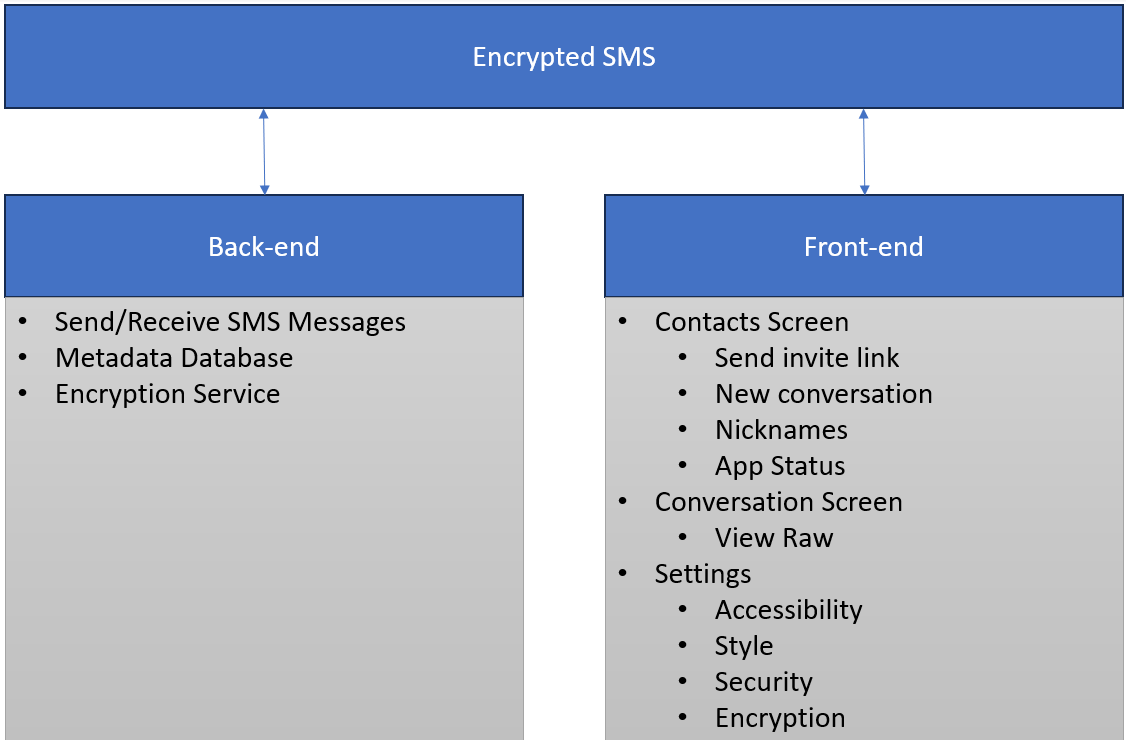 Encrypted SMS
Back-end
• Send/Receive SMS Messages
• Metadata Database
• Encryption Service
Front-end
• Contacts Screen
• Send invite link
• New conversation
• Nicknames
• App Status
• Conversation Screen
• View Raw
• Settings
• Accessibility
• Style
• Security
• Encryption